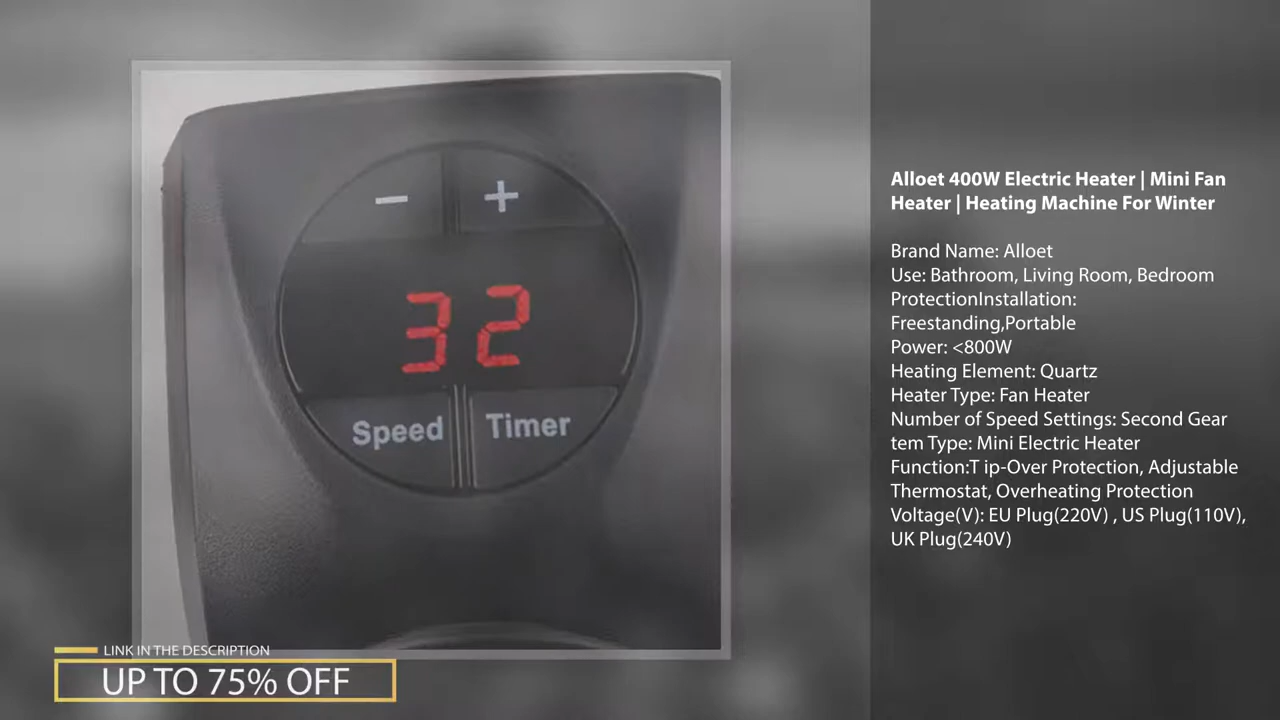 − +
32
Speed Timer
Alloet 400W Electric Heater | Mini Fan
Heater | Heating Machine For Winter
Brand Name: Alloet
Use: Bathroom, Living Room, Bedroom
ProtectionInstallation:
Freestanding,Portable
Power: <800W
Heating Element: Quartz
Heater Type: Fan Heater
Number of Speed Settings: Second Gear
tem Type: Mini Electric Heater
Function:T ip-Over Protection, Adjustable
Thermostat, Overheating Protection
Voltage(V): EU Plug(220V) , US Plug(110V),
UK Plug(240V)
LINK IN THE DESCRIPTION
UP TO 75% OFF